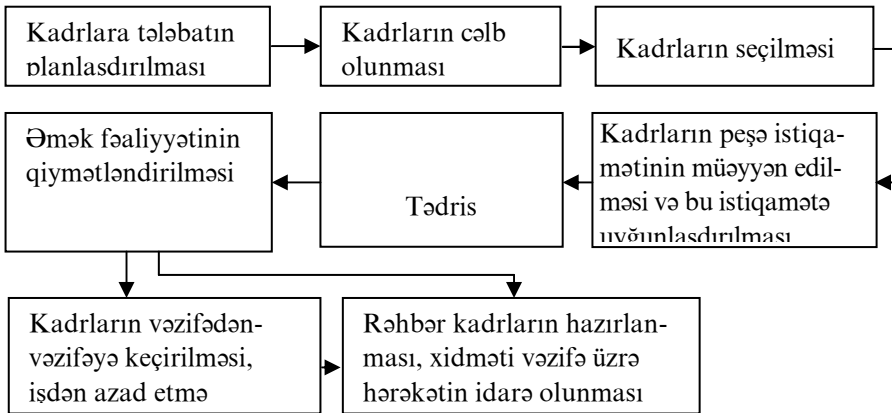 Kadrlara tələbatın
planlaşdırılması
Kadrların cəlb
olunması
Kadrların seçilməsi
Kadrların peşə istiqa-
mətinin müəyyən edil-
məsi və bu istiqamətə
uyğunlaşdırılması
Tədris
Əmək fəaliyyətinin
qiymətləndirilməsi
Kadrların vəzifədən-
vəzifəyə keçirilməsi,
işdən azad etmə
Rəhbər kadrların hazırlan-
ması, xidməti vəzifə üzrə
hərəkətin idarə olunması